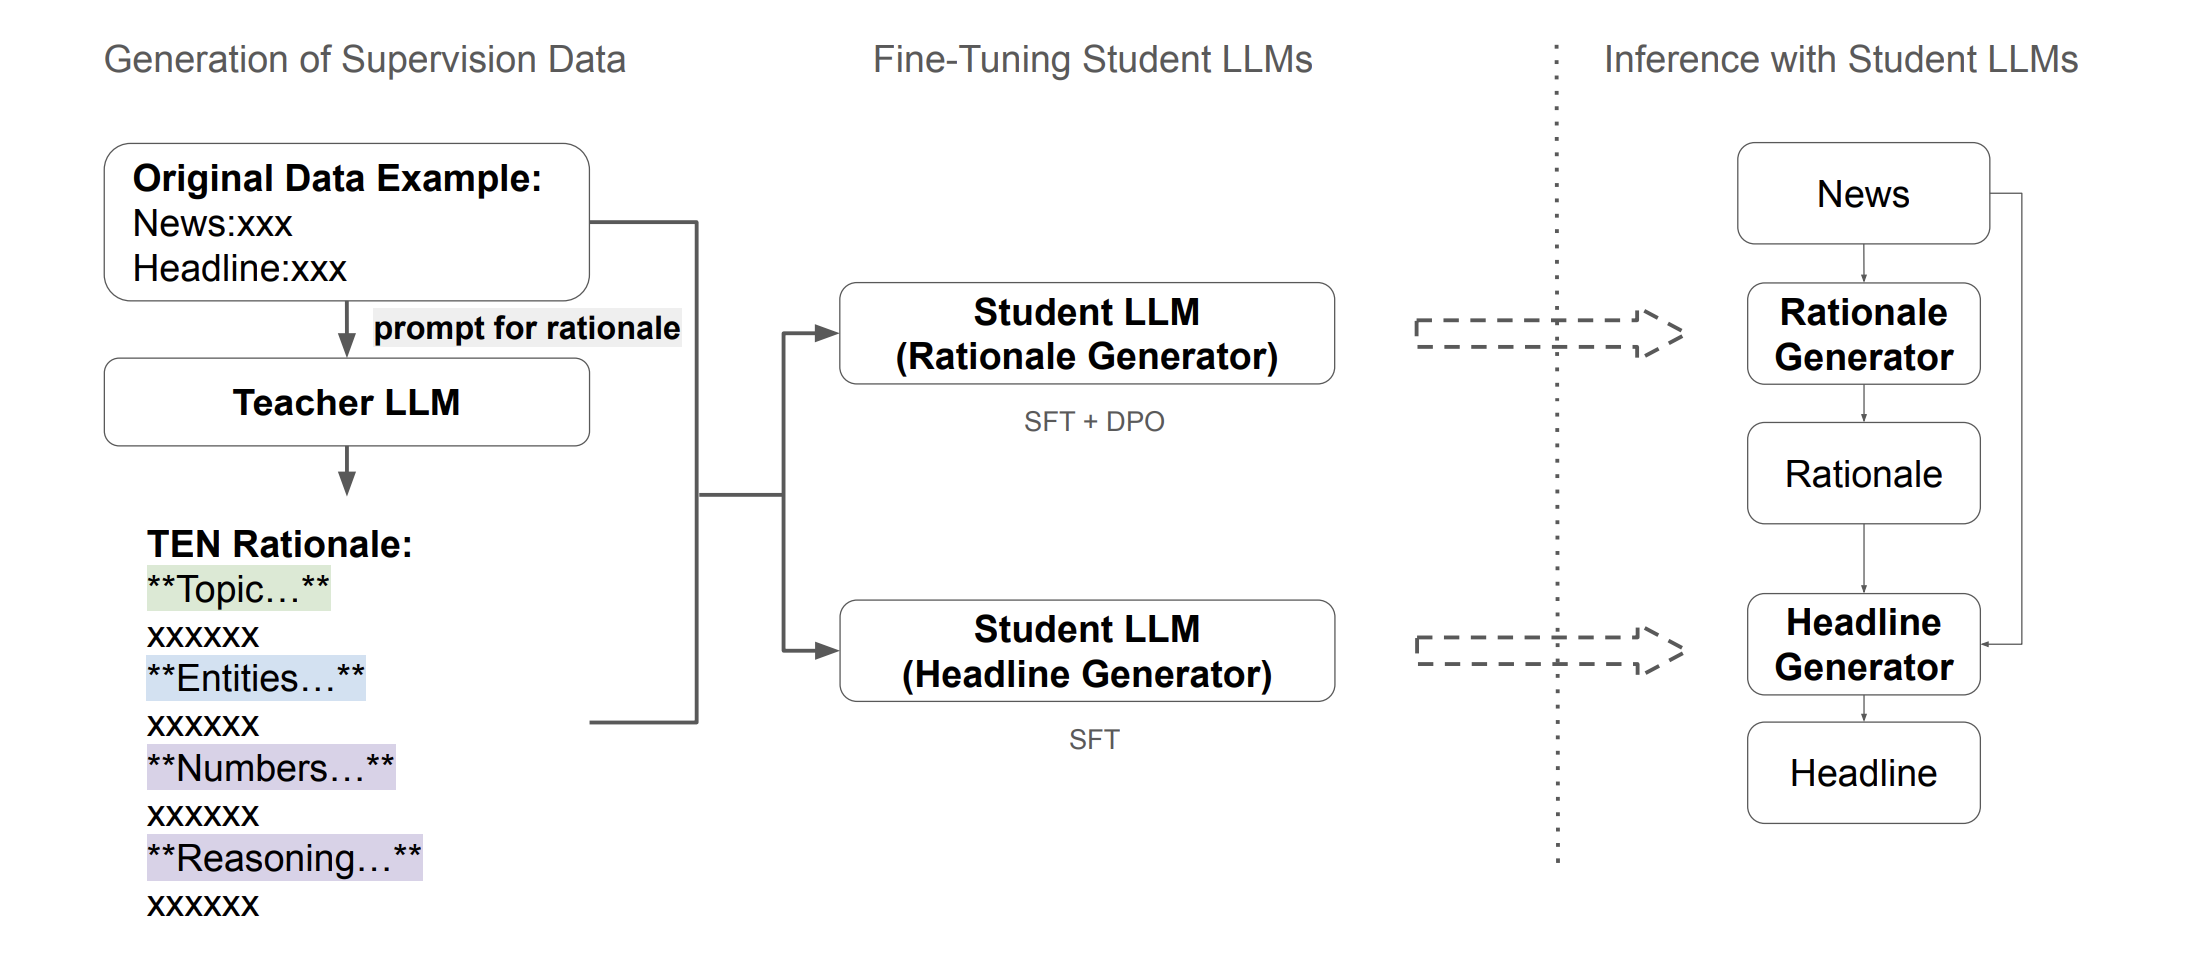 Generation of Supervision Data
Original Data Example:
News:xxx
Headline:xxx
prompt for rationale
Teacher LLM
TEN Rationale:
**Topic…**
xxxxxx
**Entities…**
xxxxxx
**Numbers…**
xxxxxx
**Reasoning…**
xxxxxx
Fine-Tuning Student LLMs
Student LLM
(Rationale Generator)
SFT + DPO
Student LLM
(Headline Generator)
SFT
Inference with Student LLMs
News
Rationale
Generator
Rationale
Headline
Generator
Headline